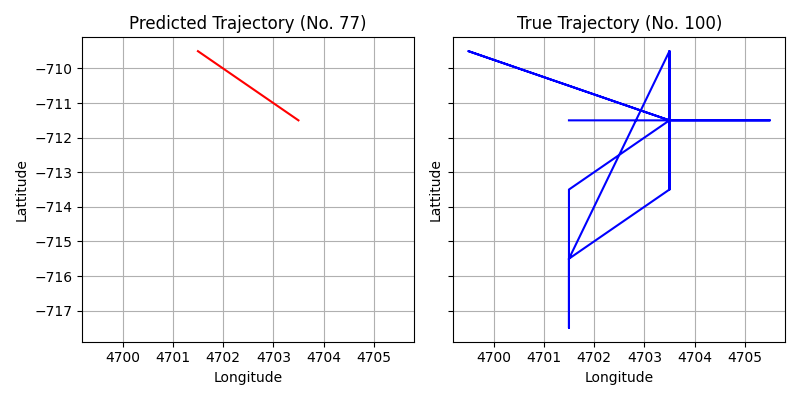 Predicted Trajectory (No. 77)
True Trajectory (No. 100)
−710
−711
−712
−713
−714
−715
−716
−717
Lattitude
Lattitude
4700 4701 4702 4703 4704 4705
4700 4701 4702 4703 4704 4705
Longitude
Longitude